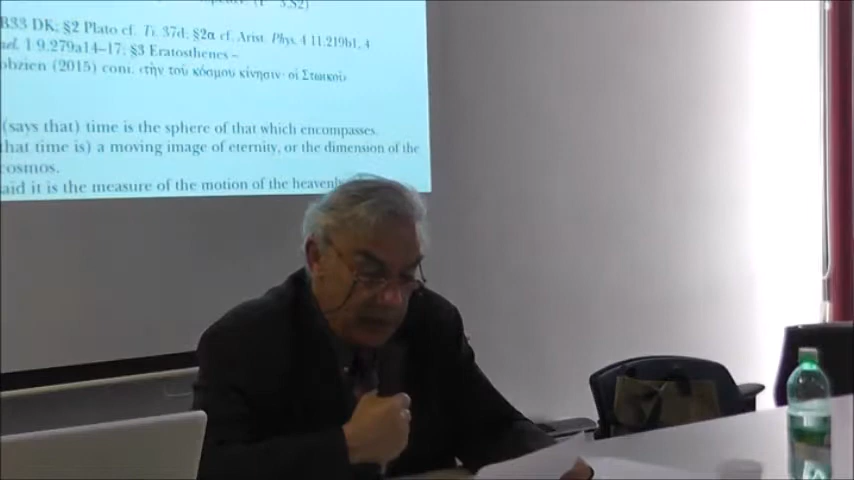 B33 DK; §2 Plato cf. Ti. 37d; §2α cf. Arist. Phys. 4 11.219b1, 4
1 9.279a14–17; §3 Eratosthenes –
(2015) coni. ‹τὴν τοῦ κόσμου κίνησιν· οἱ Στωικοὶ›
(says that) time is the sphere of that which encompasses.
that time is) a moving image of eternity, or the dimension of the
cosmos.
aid it is the measure of the motion of the heavenly